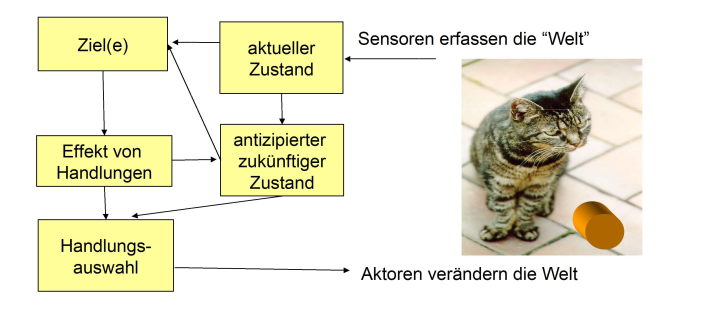 Ziel(e)
aktueller
Zustand
Sensoren erfassen die “Welt”
Effekt von
Handlungen
antizipierter
zukünftiger
Zustand
Handlungs-
auswahl
Aktoren verändern die Welt